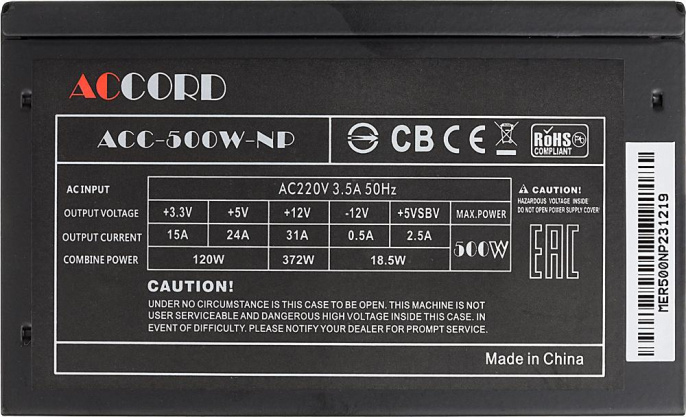 ACCORD
ACC-500W-NP
CB CE RoHS COMPLIANT Pb
AC INPUT AC220V 3.5A 50Hz
OUTPUT VOLTAGE +3.3V +5V +12V -12V +5VSBV MAX.POWER
OUTPUT CURRENT 15A 24A 31A 0.5A 2.5A 500W
COMBINE POWER 120W 372W 18.5W
CAUTION!
HAZARDOUS VOLTAGE INSIDE
DO NOT OPEN POWER SUPPLY COVER!
EAC
MER500NP231219
CAUTION!
UNDER NO CIRCUMSTANCE IS THIS CASE TO BE OPEN. THIS MACHINE IS NOT
USER SERVICEABLE AND DANGEROUS HIGH VOLTAGE INSIDE THIS CASE. IN
EVENT OF DIFFICULTY. PLEASE NOTIFY YOUR DEALER FOR PROMPT SERVICE.
Made in China